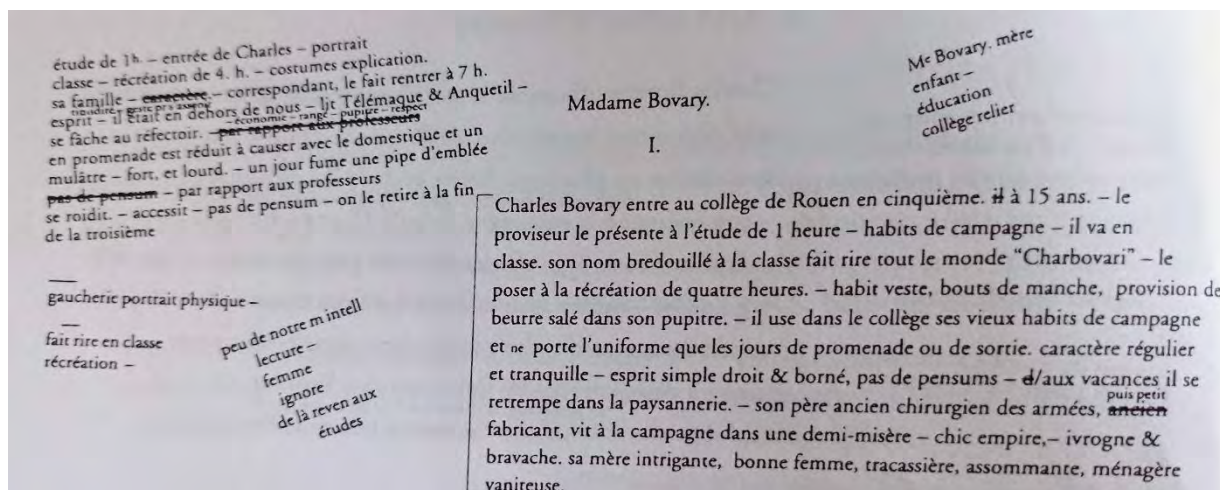 étude de 1h. – entrée de Charles – portrait
classe – récréation de 4. h. – costumes explication.
sa famille – caractère – correspondant, le fait rentrer à 7 h.
esprit – il était en dehors de nous – lit Télémaque & Anquetil –
– économie – rangé – pupitre – respect
se fâche au réfectoir. – par rapport aux professeurs
en promenade est réduit à causer avec le domestique et un
mulâtre – fort, et lourd. – un jour fume une pipe d'emblée
pas de pensum – par rapport aux professeurs
se roidit. – accessit – pas de pensum – on le retire à la fin
de la troisième
gaucherie portrait physique –
fait rire en classe
récréation –
peu de notre m intell
lecture –
femme
ignore
de là reven aux
études
Madame Bovary.
I.
Me Bovary. mère
enfant –
éducation
collège relier
Charles Bovary entre au collège de Rouen en cinquième. il à 15 ans. – le
proviseur le présente à l'étude de 1 heure – habits de campagne – il va en
classe. son nom bredouillé à la classe fait rire tout le monde "Charbovari" – le
poser à la récréation de quatre heures. – habit veste, bouts de manche, provision de
beurre salé dans son pupitre. – il use dans le collège ses vieux habits de campagne
et ne porte l'uniforme que les jours de promenade ou de sortie. caractère régulier
et tranquille – esprit simple droit & borné, pas de pensums – d/aux vacances il se
puis petit
retrempe dans la paysannerie. – son père ancien chirurgien des armées, ancien
fabricant, vit à la campagne dans une demi-misère – chic empire,– ivrogne &
bravache. sa mère intrigante, bonne femme, tracassière, assommante, ménagère
vaniteuse.